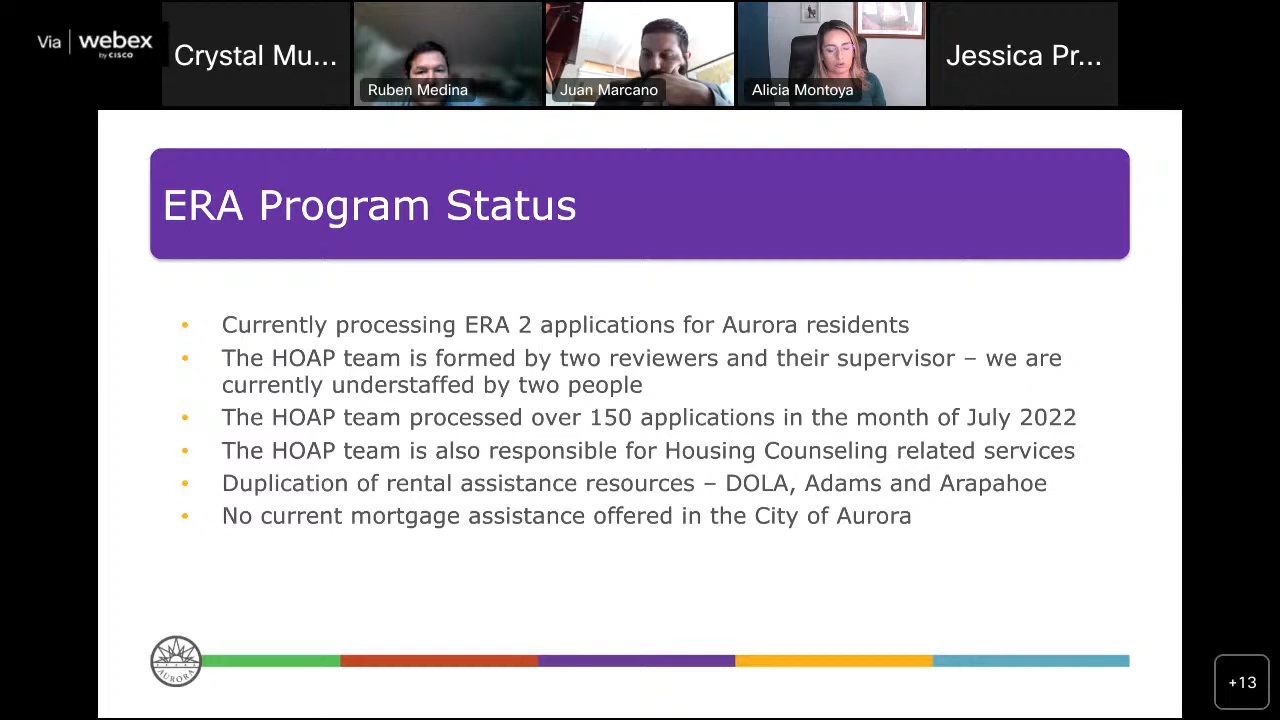 Via | webex
by CISCO
Crystal Mu...
Ruben Medina
Juan Marcano
Alicia Montoya
Jessica Pr...
ERA Program Status
• Currently processing ERA 2 applications for Aurora residents
• The HOAP team is formed by two reviewers and their supervisor – we are
currently understaffed by two people
• The HOAP team processed over 150 applications in the month of July 2022
• The HOAP team is also responsible for Housing Counseling related services
• Duplication of rental assistance resources – DOLA, Adams and Arapahoe
• No current mortgage assistance offered in the City of Aurora
AURORA
+13